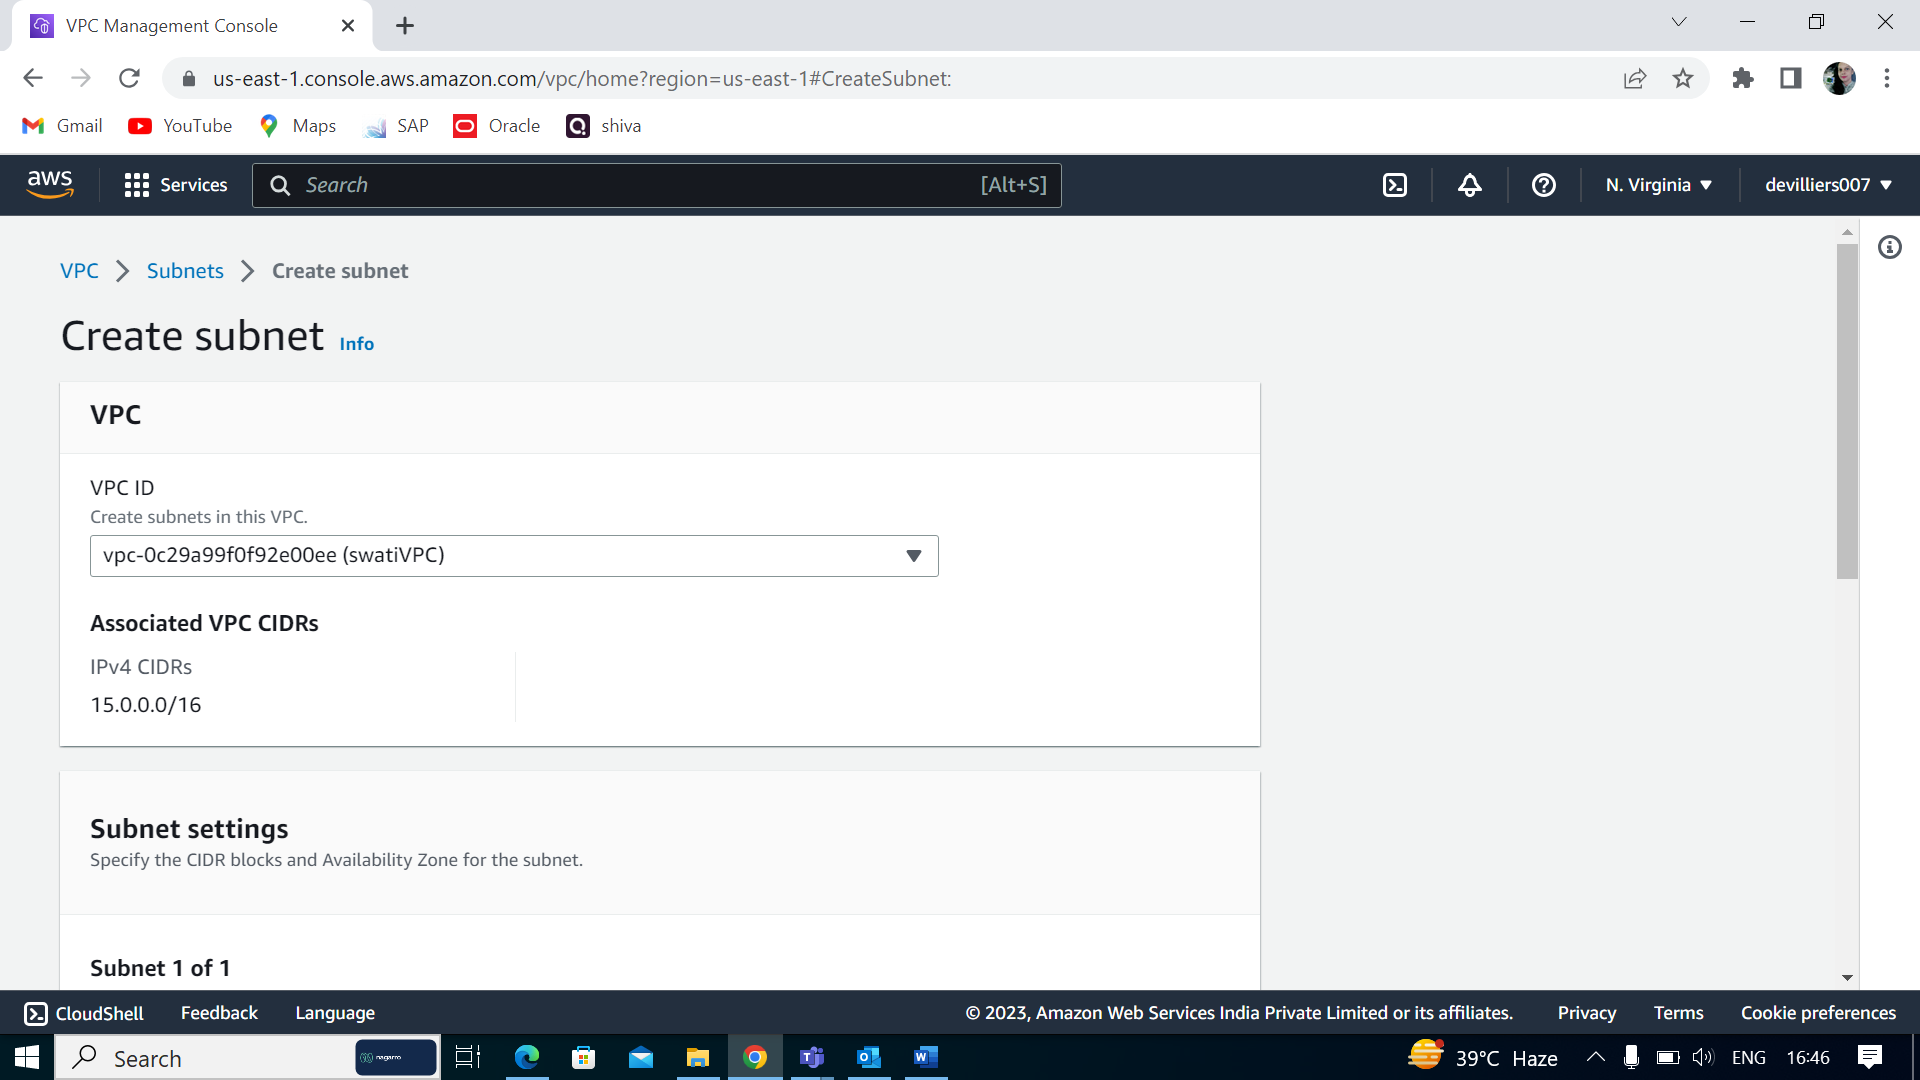 VPC Management Console
us-east-1.console.aws.amazon.com/vpc/home?region=us-east-1#CreateSubnet:
Gmail YouTube Maps SAP Oracle shiva
aws Services Search [Alt+S] N. Virginia devilliers007
VPC Subnets Create subnet
Create subnet Info
VPC
VPC ID
Create subnets in this VPC.
vpc-0c29a99f0f92e00ee (swatiVPC)
Associated VPC CIDRs
IPv4 CIDRs
15.0.0.0/16
Subnet settings
Specify the CIDR blocks and Availability Zone for the subnet.
Subnet 1 of 1
CloudShell Feedback Language © 2023, Amazon Web Services India Private Limited or its affiliates. Privacy Terms Cookie preferences
Search nagarro 39°C Haze ENG 16:46